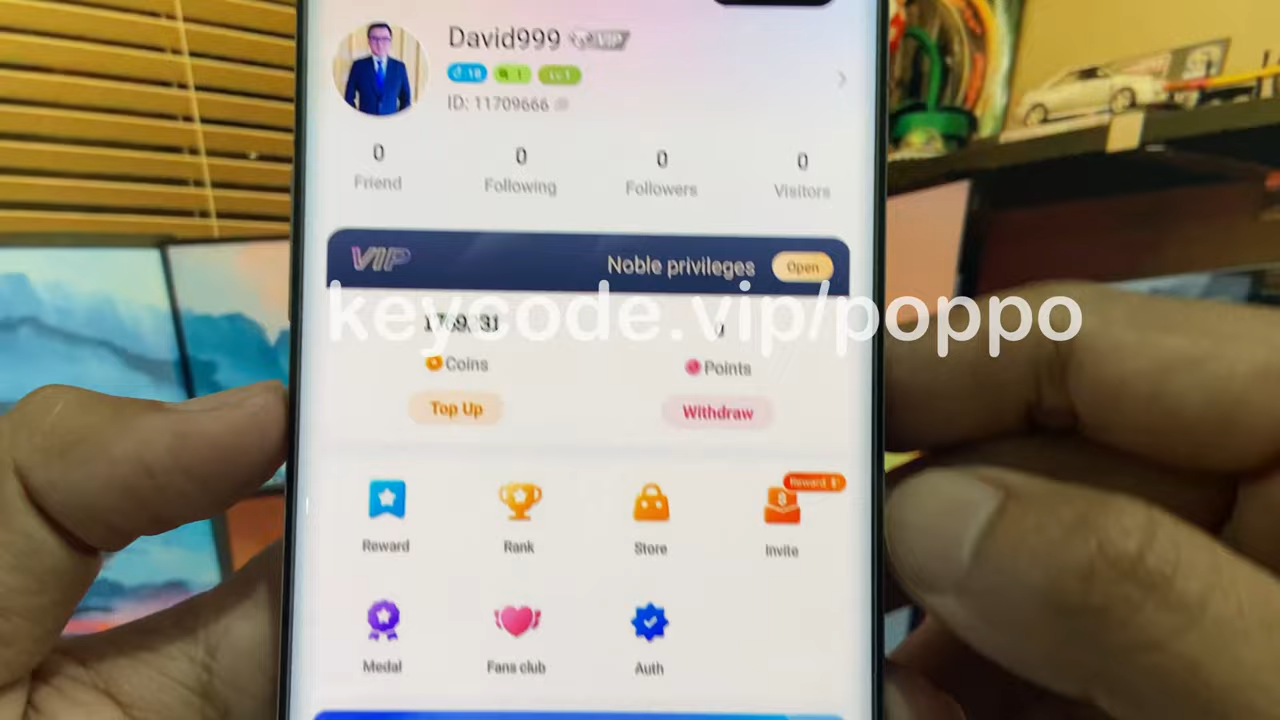 David999
18
ID: 11709666
0 0 0 0
Friend Following Followers Visitors
VIP Noble privileges Open
keycode.vip/poppo
Coins Points
Top Up Withdraw
Reward $
Reward Rank Store Invite
Medal Fans club Auth